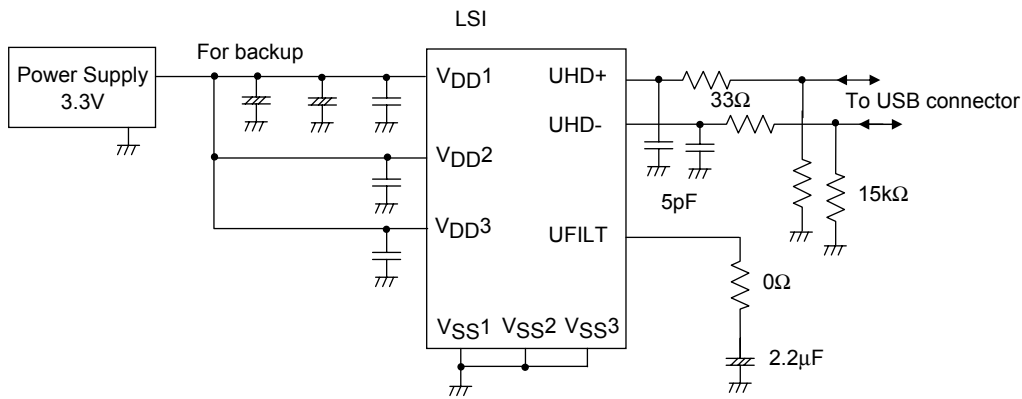 LSI
For backup
Power Supply
3.3V
VDD1
VDD2
VDD3
UHD+
UHD-
UFILT
33Ω
To USB connector
5pF
15kΩ
0Ω
2.2μF
VSS1
VSS2
VSS3